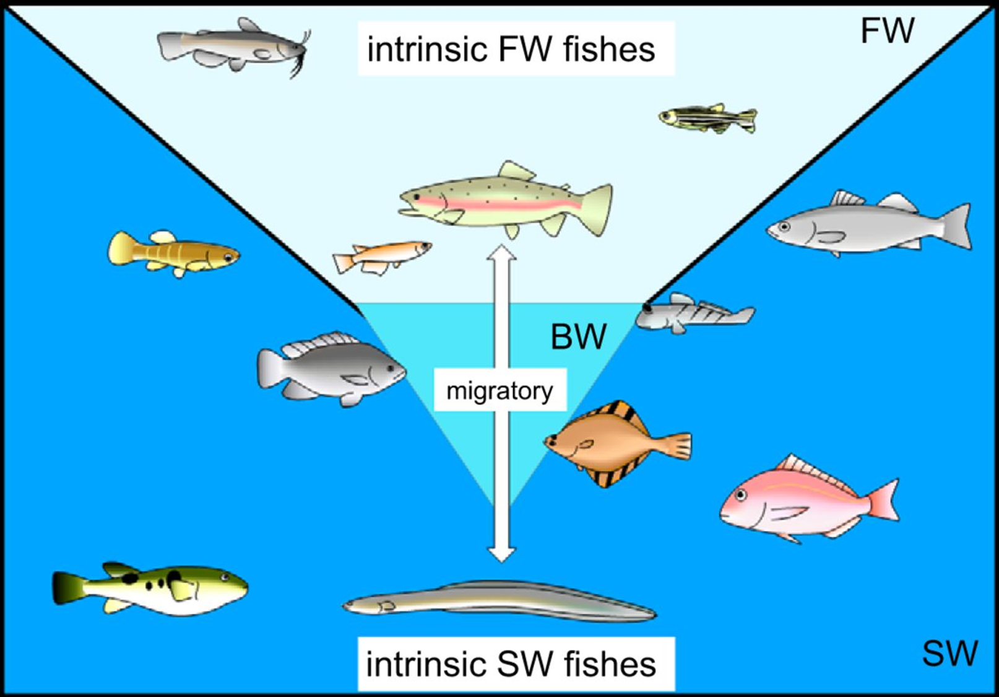 intrinsic FW fishes
FW
BW
migratory
intrinsic SW fishes
SW